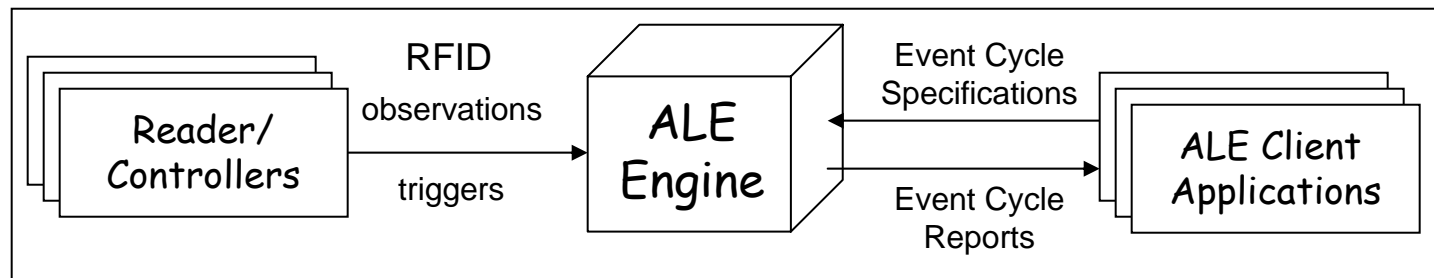 Reader/
Controllers
RFID
observations
triggers
ALE
Engine
Event Cycle
Specifications
Event Cycle
Reports
ALE Client
Applications